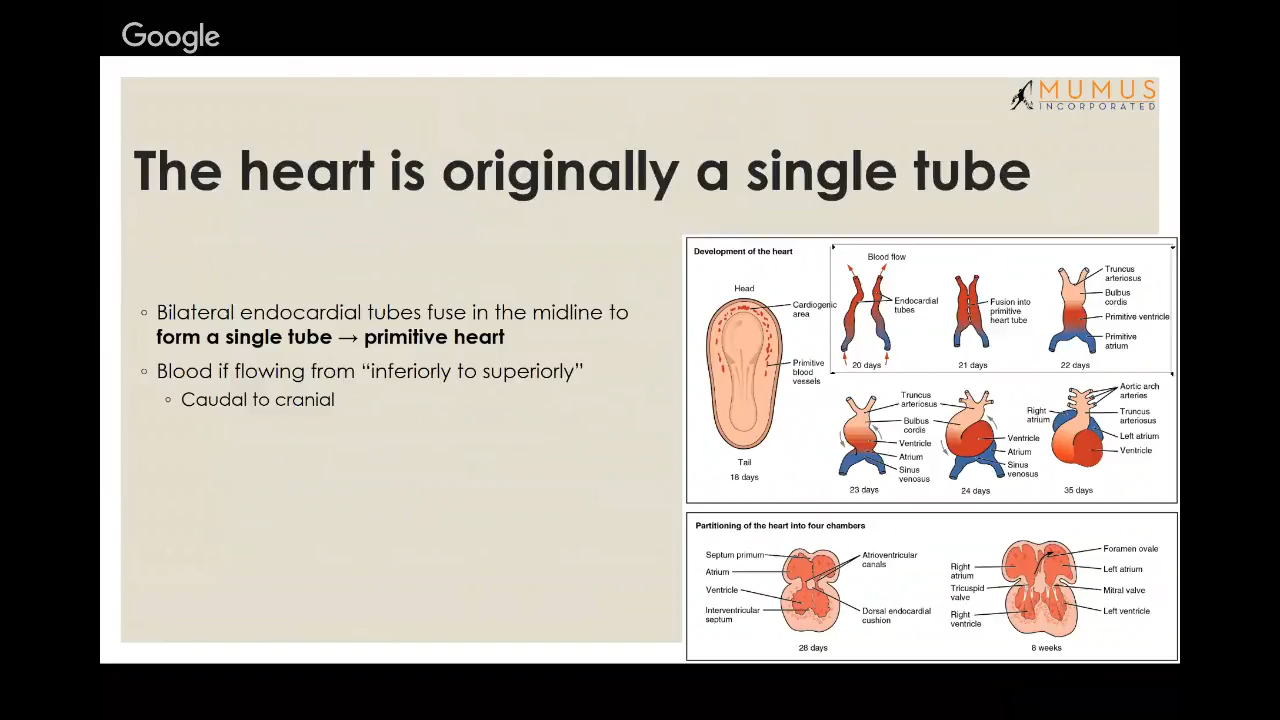 Google
MUMUS
INCORPORATED
The heart is originally a single tube
◦ Bilateral endocardial tubes fuse in the midline to
form a single tube → primitive heart
◦ Blood if flowing from “inferiorly to superiorly”
◦ Caudal to cranial
Development of the heart
Head
Cardiogenic
area
Primitive
blood
vessels
Tail
18 days
Blood flow
Endocardial
tubes
20 days
Fusion into
primitive
heart tube
21 days
Truncus
arteriosus
Bulbus
cordis
Primitive ventricle
Primitive
atrium
22 days
Truncus
arteriosus
Bulbus
cordis
Ventricle
Atrium
Sinus
venosus
23 days
Ventricle
Atrium
Sinus
venosus
24 days
Right
atrium
Aortic arch
arteries
Truncus
arteriosus
Left atrium
Ventricle
35 days
Partitioning of the heart into four chambers
Septum primum
Atrium
Ventricle
Interventricular
septum
Atrioventricular
canals
Dorsal endocardial
cushion
28 days
Right
atrium
Tricuspid
valve
Right
ventricle
Foramen ovale
Left atrium
Mitral valve
Left ventricle
8 weeks